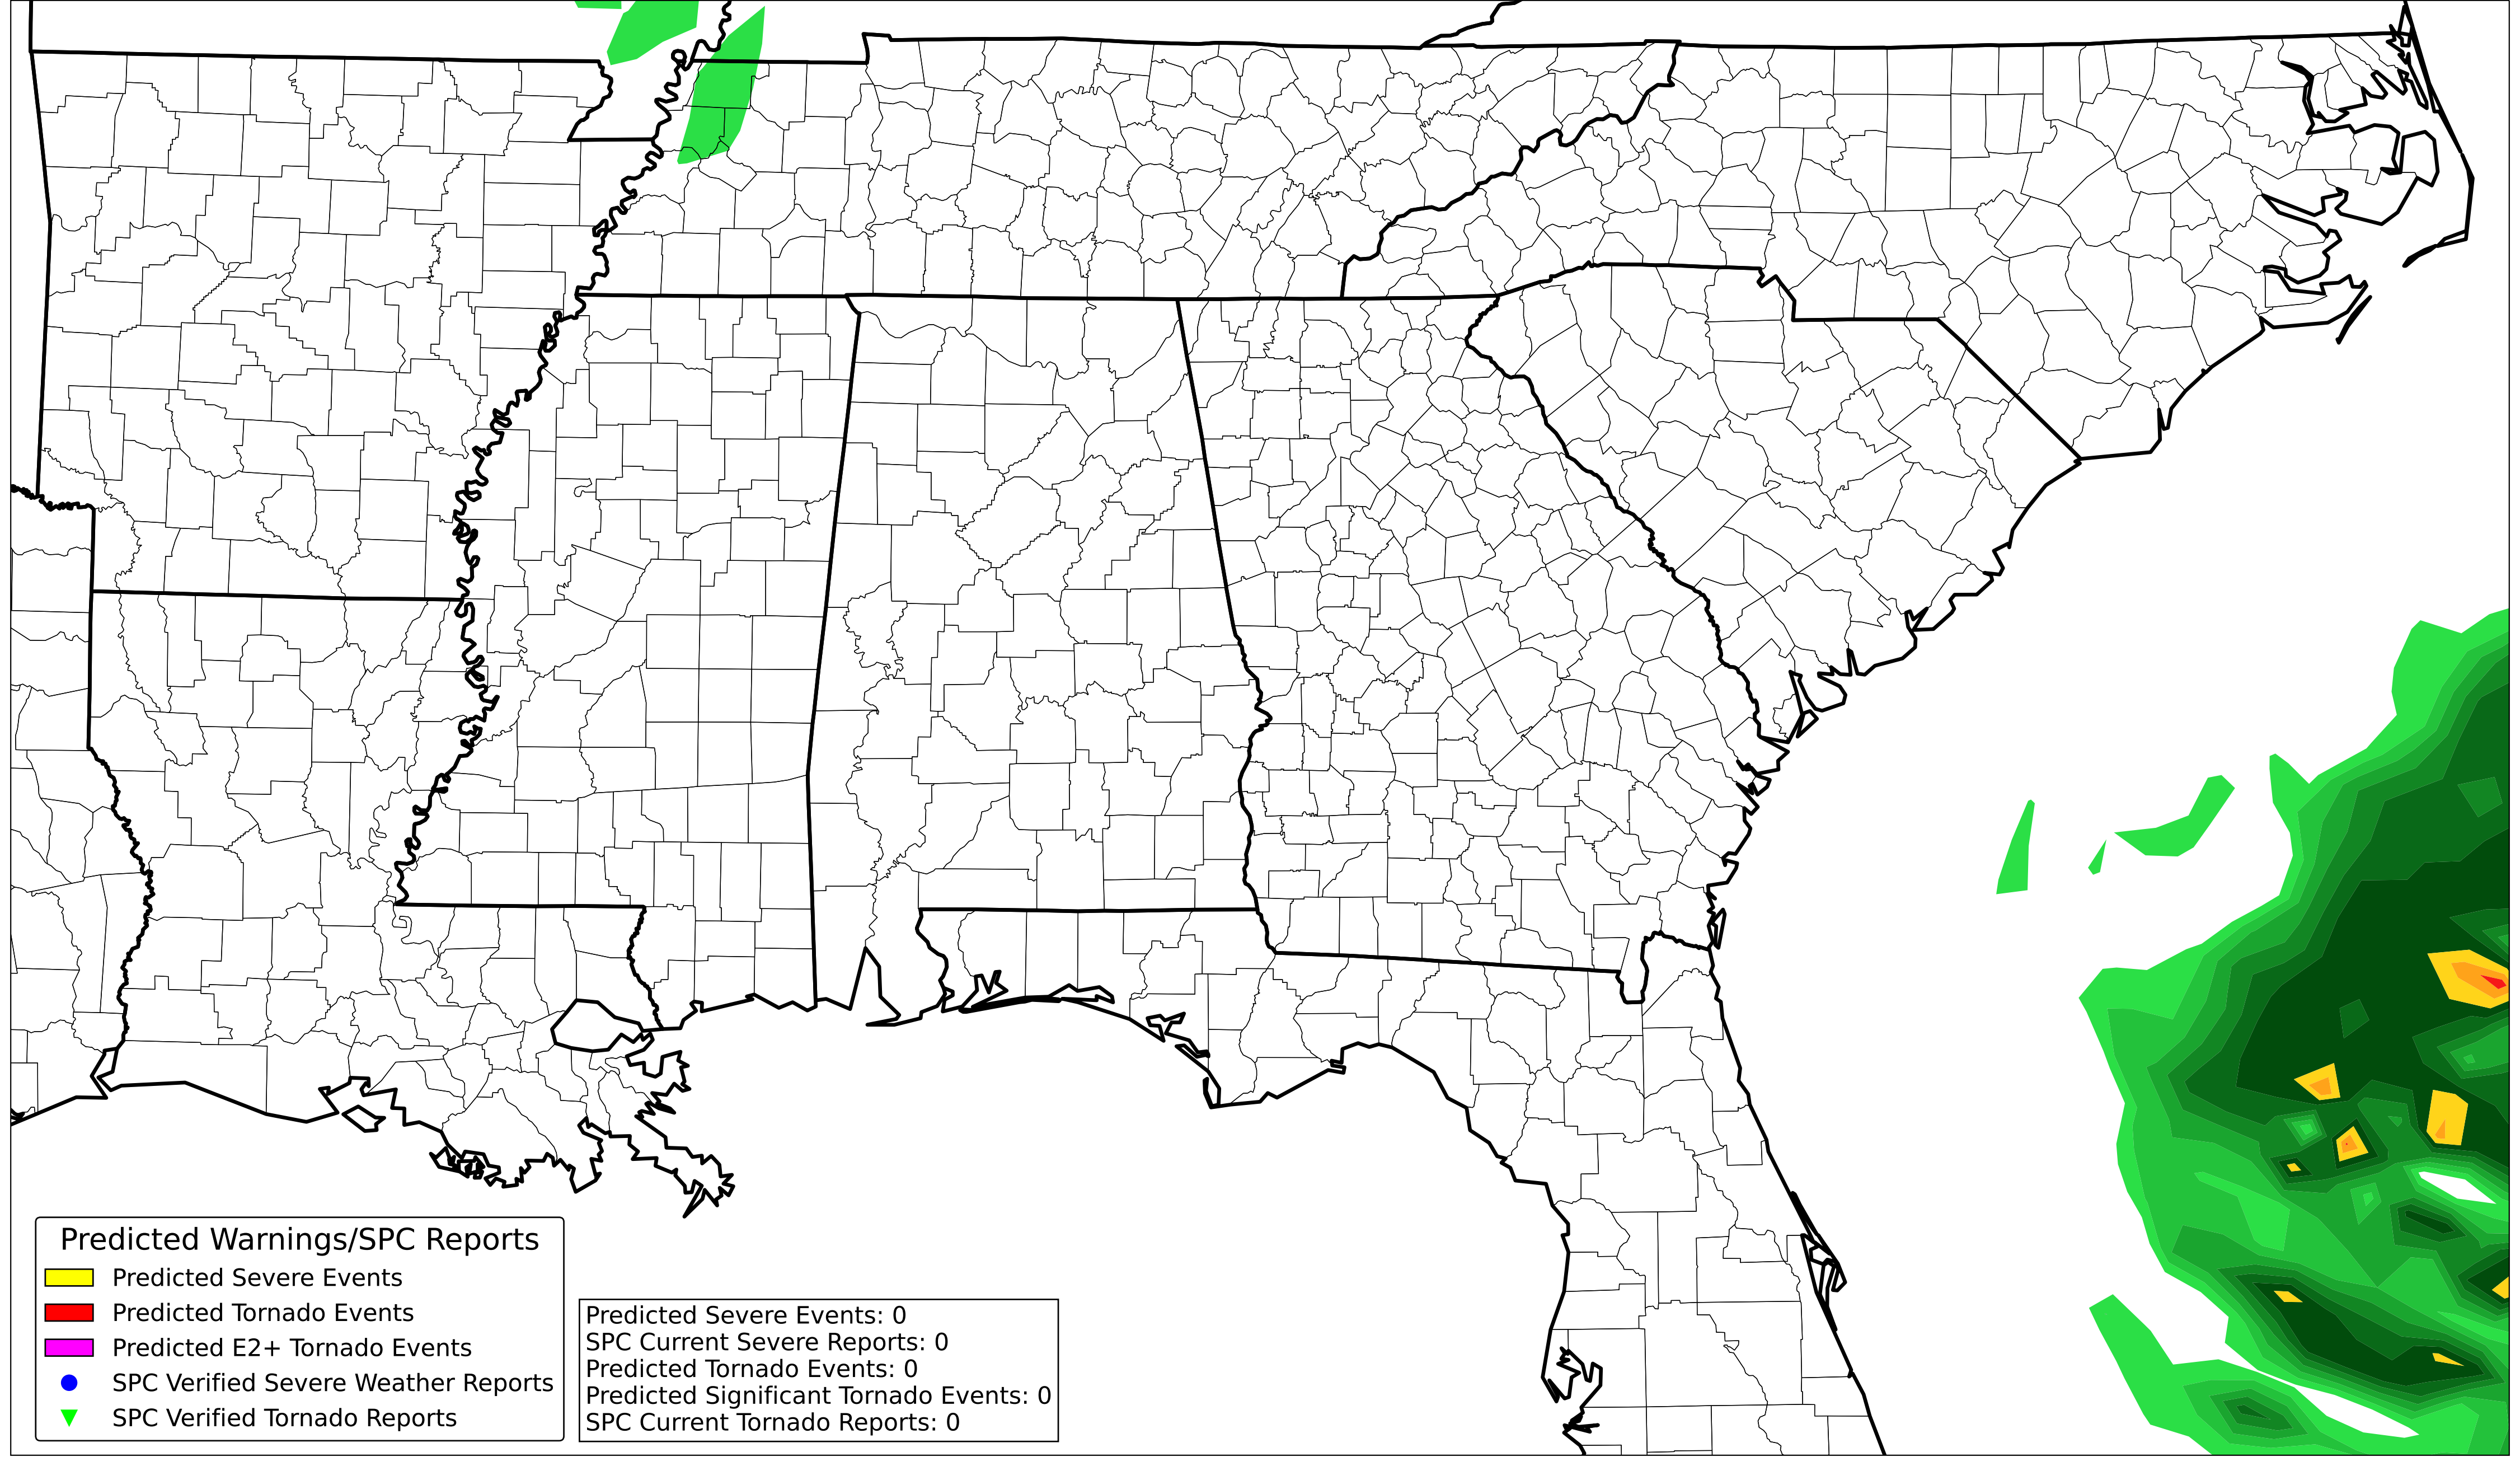 Predicted Warnings/SPC Reports
Predicted Severe Events
Predicted Tornado Events
Predicted E2+ Tornado Events
SPC Verified Severe Weather Reports
SPC Verified Tornado Reports
Predicted Severe Events: 0
SPC Current Severe Reports: 0
Predicted Tornado Events: 0
Predicted Significant Tornado Events: 0
SPC Current Tornado Reports: 0